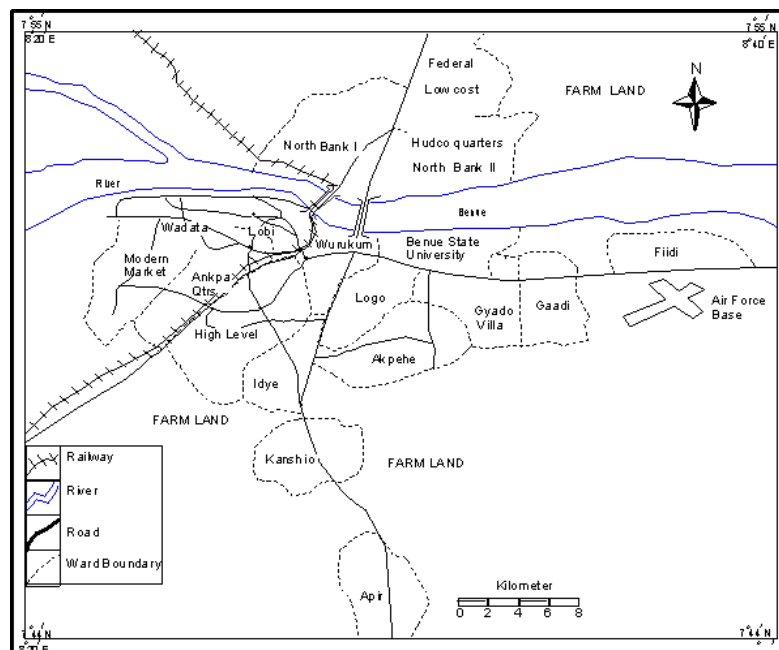 7° 55' N
8° 20' E
7° 55' N
8° 40' E
Federal
Low cost
FARM LAND
N
North Bank I
Hudco quarters
North Bank II
River
Benue
Wadata
Lobi
Wurukum
Benue State
University
Fiidi
Modern
Market
Ankpa
Qtrs
Logo
Gyado
Villa
Gaadi
Air Force
Base
High Level
Akpehe
Idye
FARM LAND
Kanshio
FARM LAND
Railway
River
Road
Ward Boundary
Apir
Kilometer
0 2 4 6 8
7° 44' N
7° 44' N